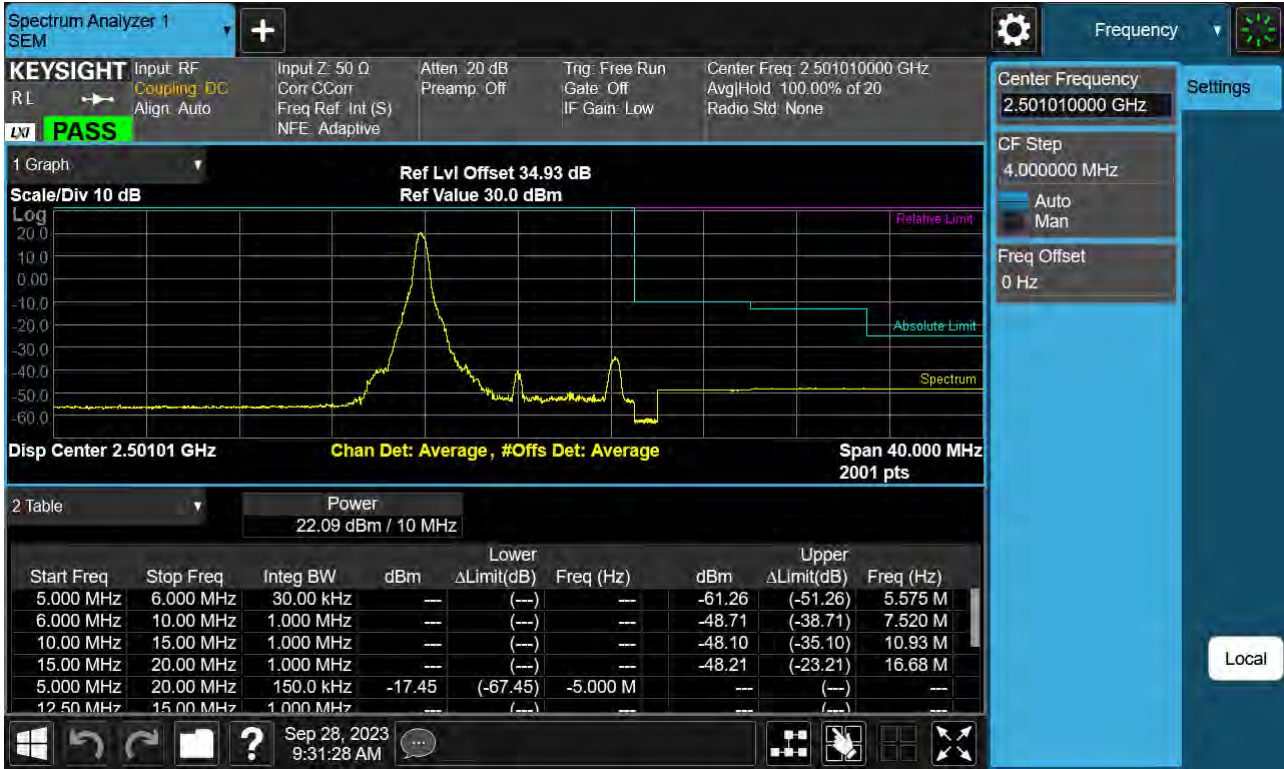 Spectrum Analyzer 1
SEM
Frequency
KEYSIGHT
R L
LXI
PASS
Input: RF
Coupling: DC
Align: Auto
Input Z: 50 Ω
Corr CCorr
Freq Ref: Int (S)
NFE: Adaptive
Atten: 20 dB
Preamp: Off
Trig: Free Run
Gate: Off
IF Gain: Low
Center Freq: 2.501010000 GHz
Avg|Hold: 100.00% of 20
Radio Std: None
Center Frequency
2.501010000 GHz
Settings
CF Step
4.000000 MHz
Auto
Man
Freq Offset
0 Hz
Local
1 Graph
Scale/Div 10 dB
Ref Lvl Offset 34.93 dB
Ref Value 30.0 dBm
Log
20.0
10.0
0.00
-10.0
-20.0
-30.0
-40.0
-50.0
-60.0
Relative Limit
Absolute Limit
Spectrum
Disp Center 2.50101 GHz
Chan Det: Average, #Offs Det: Average
Span 40.000 MHz
2001 pts
2 Table
Power
22.09 dBm / 10 MHz
Lower Upper
Start Freq Stop Freq Integ BW dBm ΔLimit(dB) Freq (Hz) dBm ΔLimit(dB) Freq (Hz)
5.000 MHz 6.000 MHz 30.00 kHz --- (---) --- -61.26 (-51.26) 5.575 M
6.000 MHz 10.00 MHz 1.000 MHz --- (---) --- -48.71 (-38.71) 7.520 M
10.00 MHz 15.00 MHz 1.000 MHz --- (---) --- -48.10 (-35.10) 10.93 M
15.00 MHz 20.00 MHz 1.000 MHz --- (---) --- -48.21 (-23.21) 16.68 M
5.000 MHz 20.00 MHz 150.0 kHz -17.45 (-67.45) -5.000 M --- (---) ---
12.50 MHz 15.00 MHz 1.000 MHz --- (---) --- --- (---) ---
?
Sep 28, 2023
9:31:28 AM